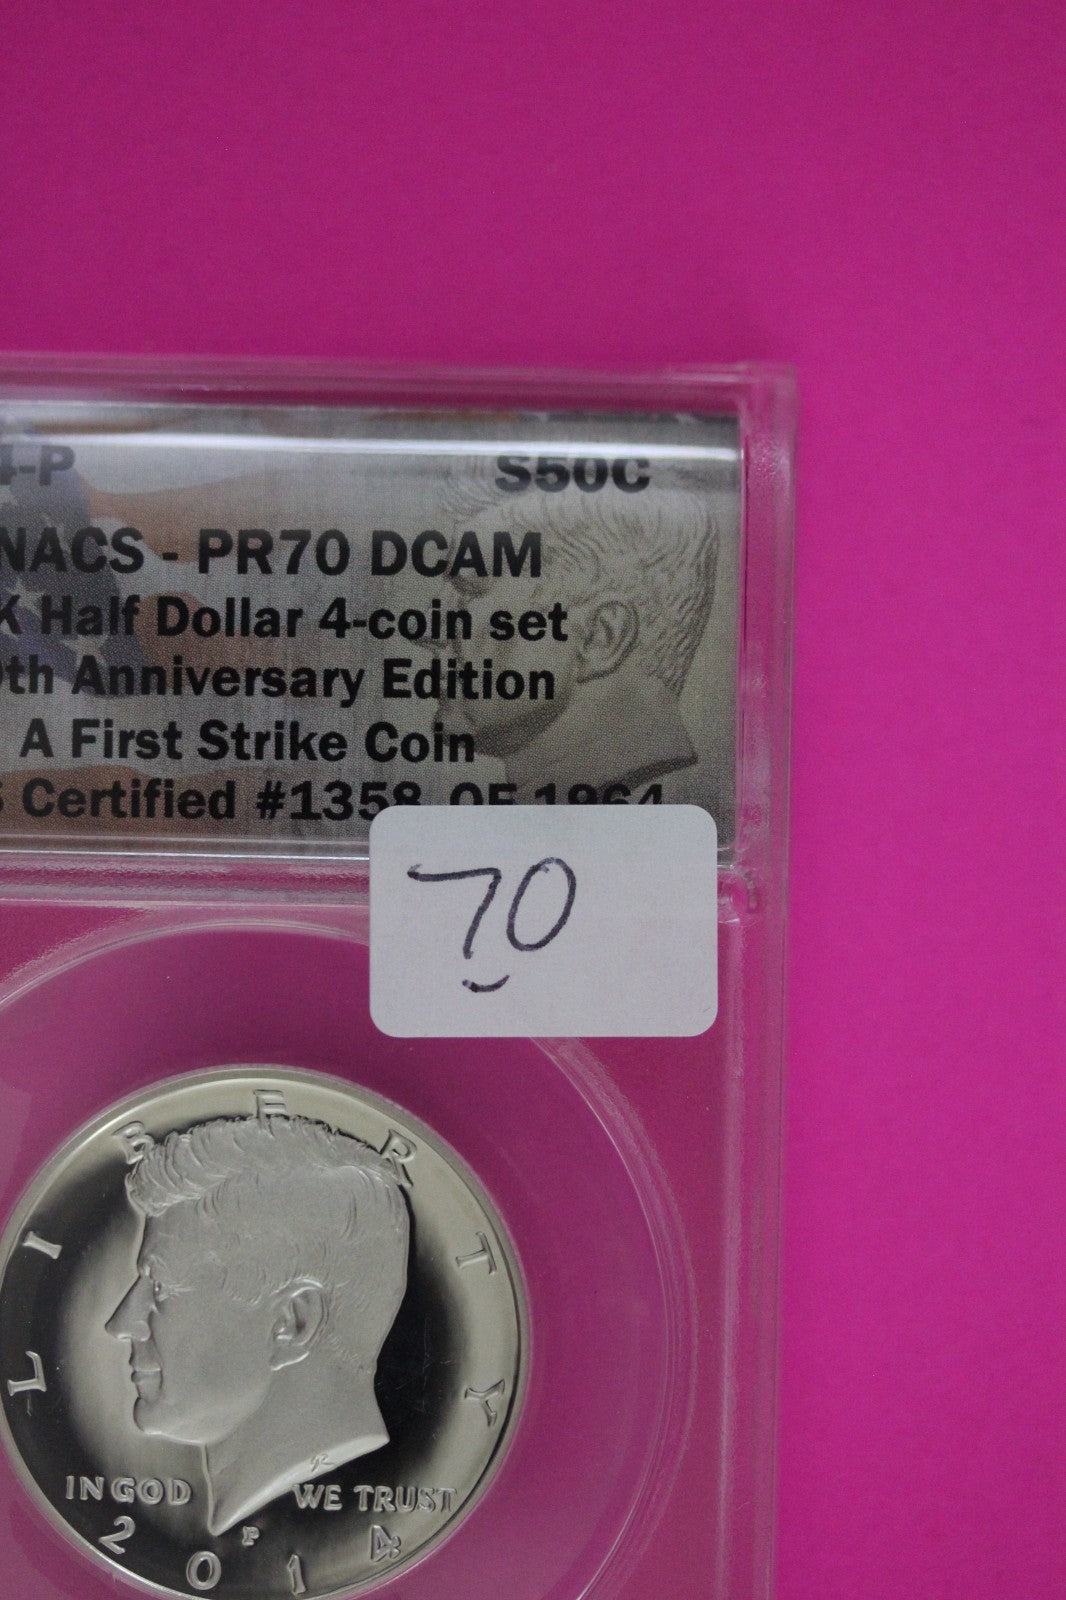 4-P S50C
NACS - PR70 DCAM
K Half Dollar 4-coin set
th Anniversary Edition
A First Strike Coin
S Certified #1358 OF 1964
70
LIBERTY
IN GOD WE TRUST
P
2014